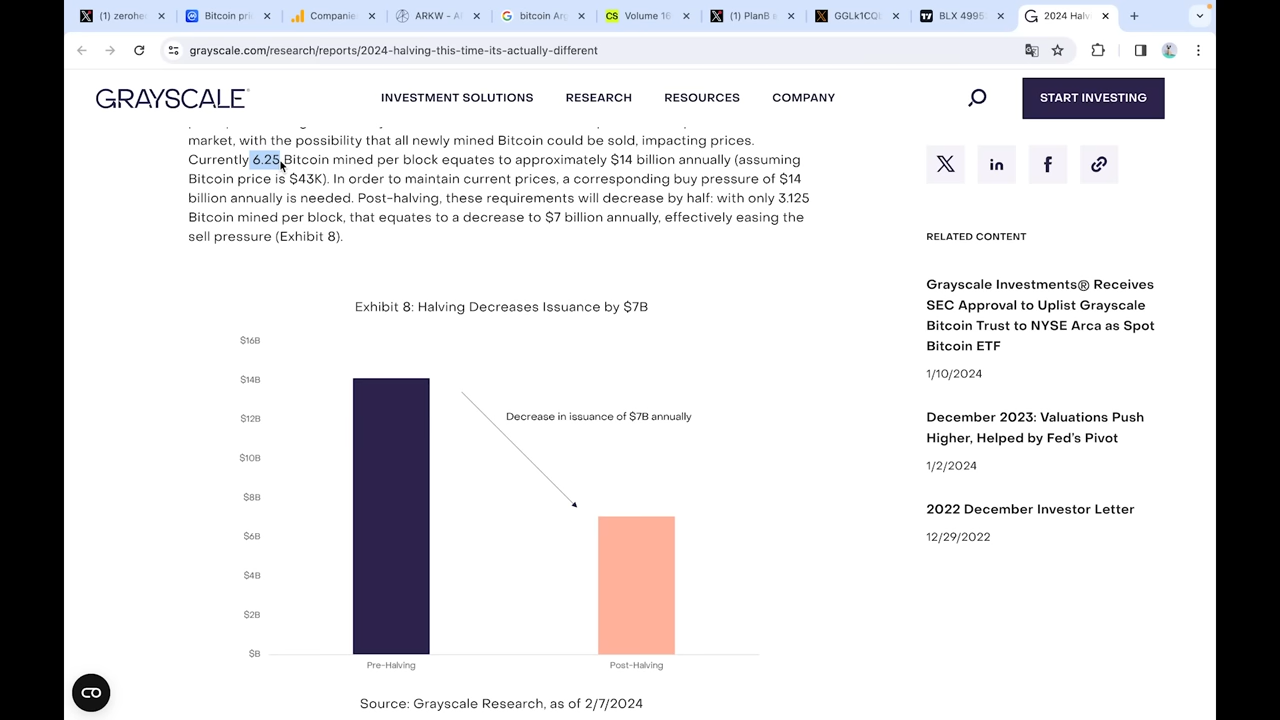 (1) zerohe
Bitcoin pri
Companie
ARKW - A
bitcoin Ar
Volume 16
(1) PlanB
GGLk1CQ
BLX 4995
2024 Halv
grayscale.com/research/reports/2024-halving-this-time-its-actually-different
GRAYSCALE
INVESTMENT SOLUTIONS
RESEARCH
RESOURCES
COMPANY
START INVESTING
market, with the possibility that all newly mined Bitcoin could be sold, impacting prices.
Currently 6.25 Bitcoin mined per block equates to approximately $14 billion annually (assuming
Bitcoin price is $43K). In order to maintain current prices, a corresponding buy pressure of $14
billion annually is needed. Post-halving, these requirements will decrease by half: with only 3.125
Bitcoin mined per block, that equates to a decrease to $7 billion annually, effectively easing the
sell pressure (Exhibit 8).
Exhibit 8: Halving Decreases Issuance by $7B
$16B
$14B
$12B
$10B
$8B
$6B
$4B
$2B
$B
Decrease in issuance of $7B annually
Pre-Halving
Post-Halving
Source: Grayscale Research, as of 2/7/2024
RELATED CONTENT
Grayscale Investments® Receives
SEC Approval to Uplist Grayscale
Bitcoin Trust to NYSE Arca as Spot
Bitcoin ETF
1/10/2024
December 2023: Valuations Push
Higher, Helped by Fed's Pivot
1/2/2024
2022 December Investor Letter
12/29/2022